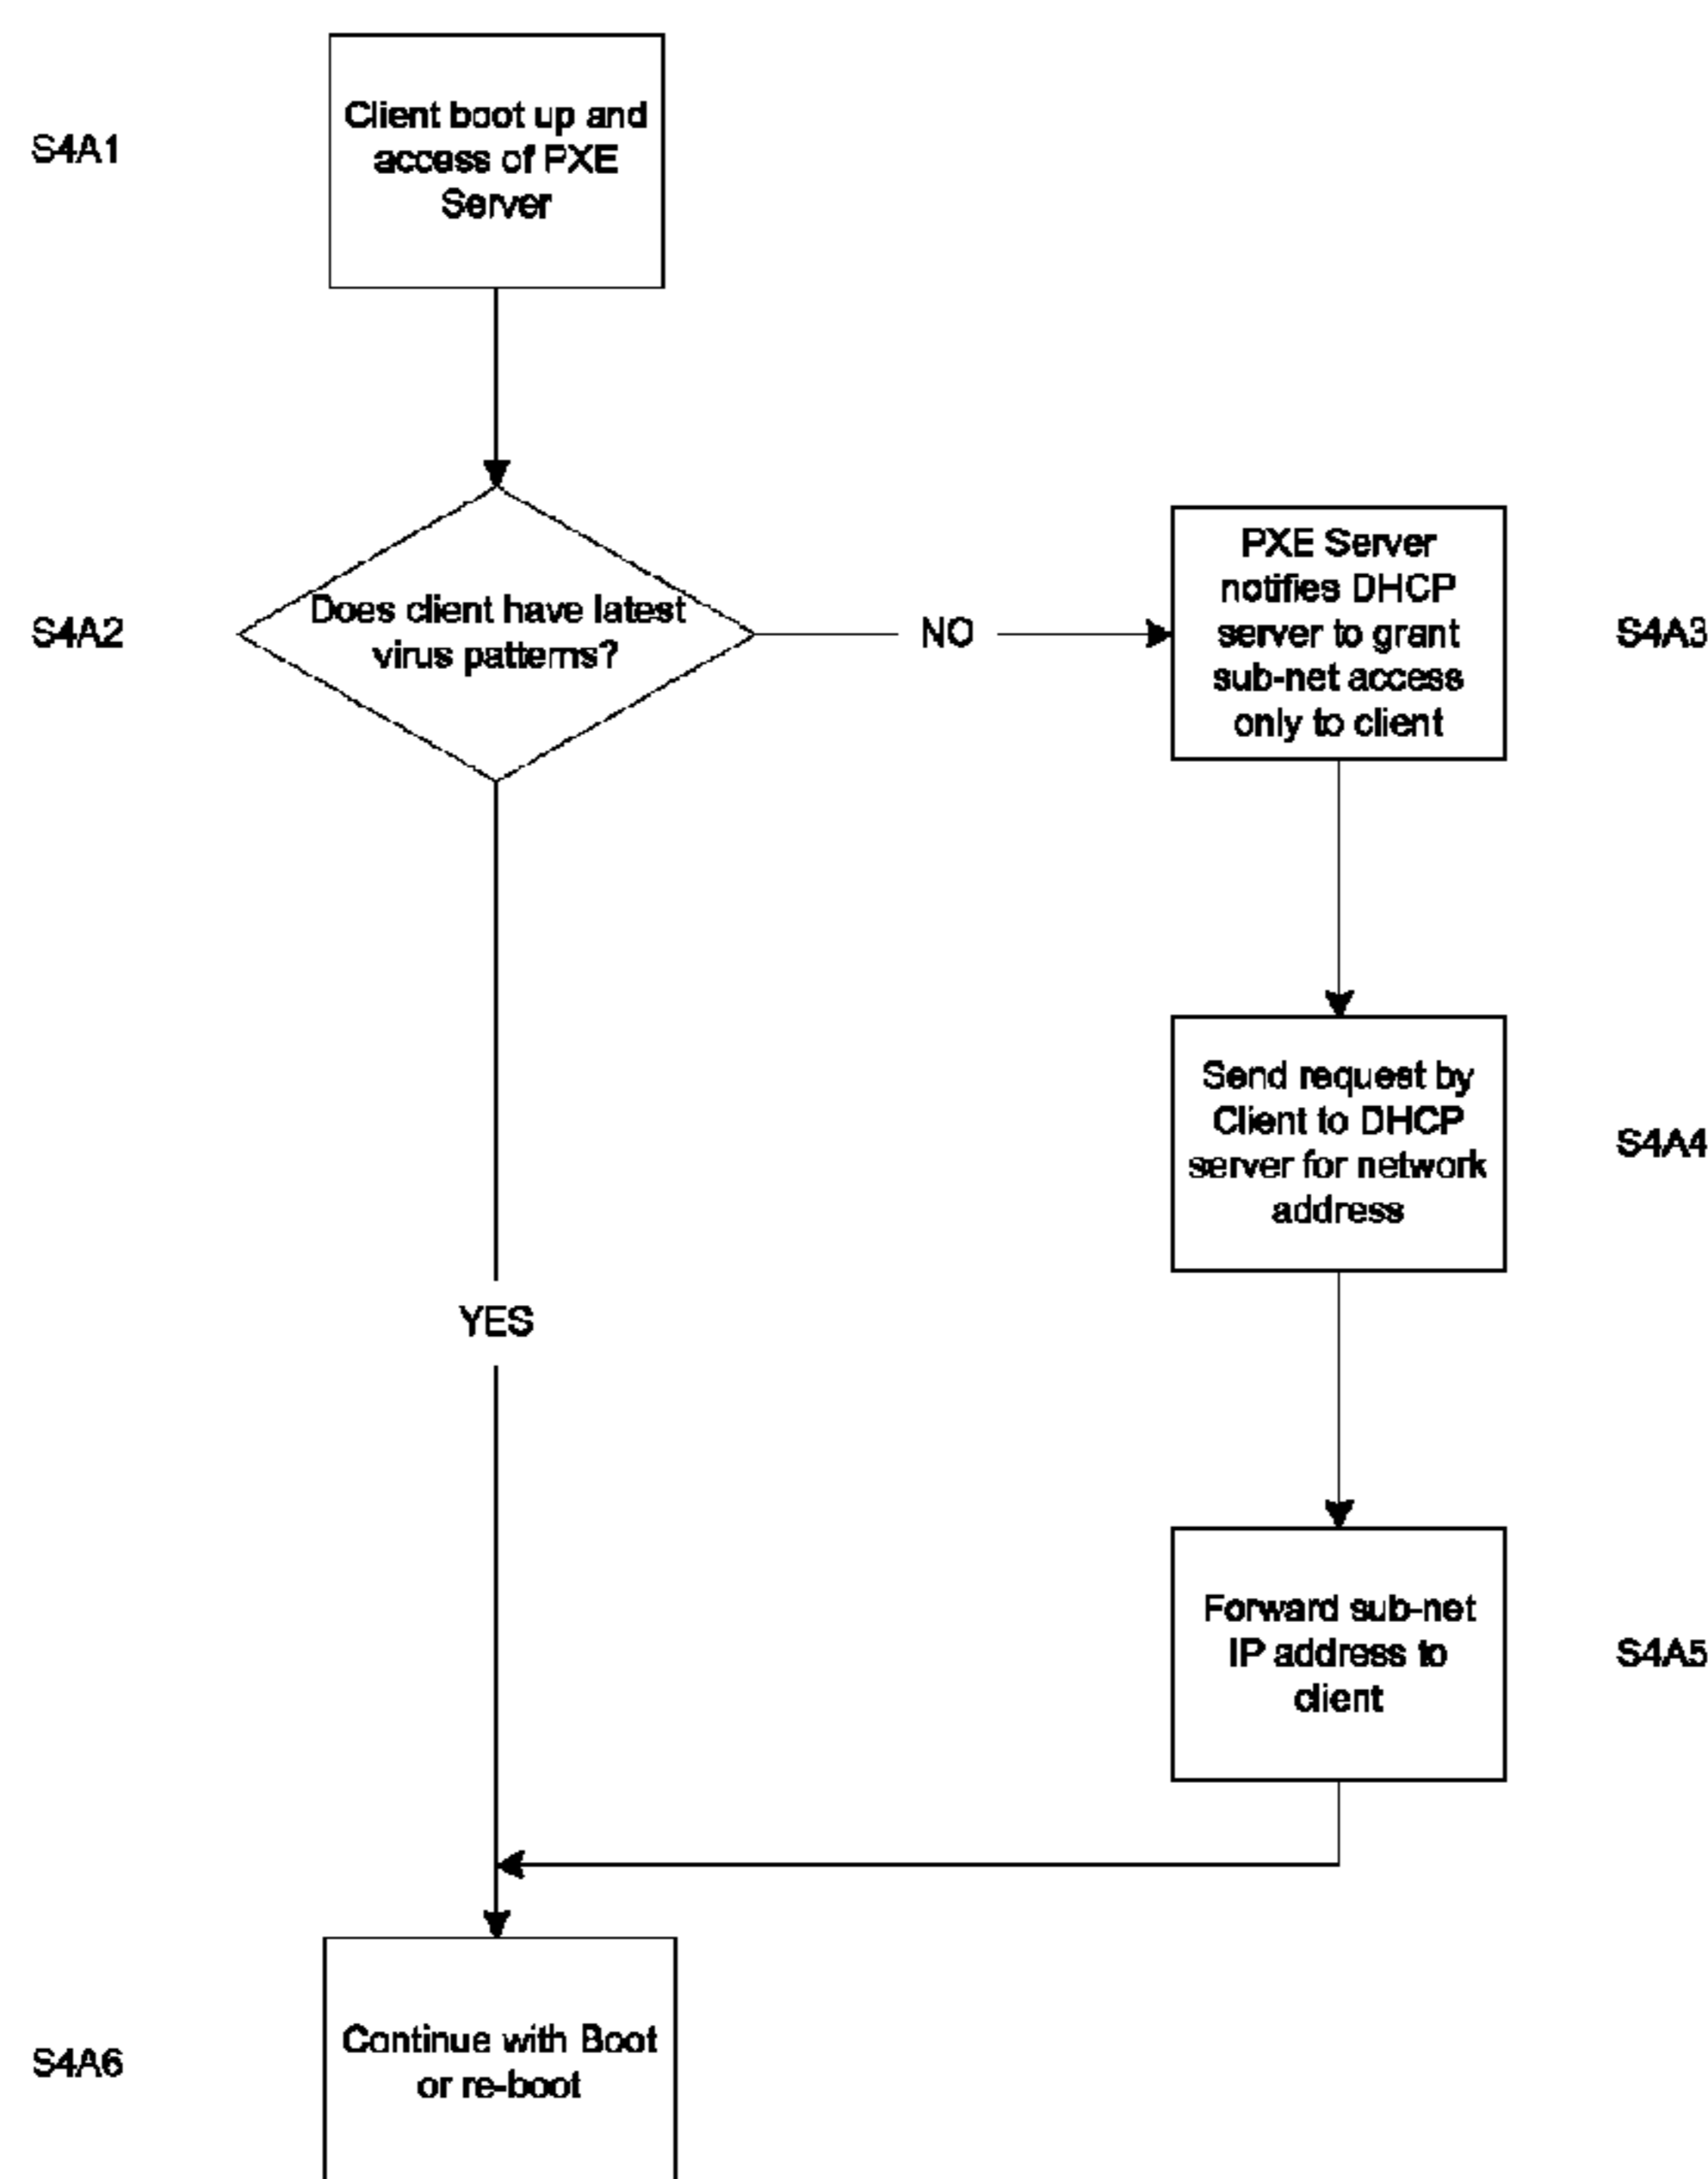 S4A1
Client boot up and
access of PXE
Server
S4A2
Does client have latest
virus patterns?
NO
PXE Server
notifies DHCP
server to grant
sub-net access
only to client
S4A3
Send request by
Client to DHCP
server for network
address
S4A4
YES
Forward sub-net
IP address to
client
S4A5
S4A6
Continue with Boot
or re-boot